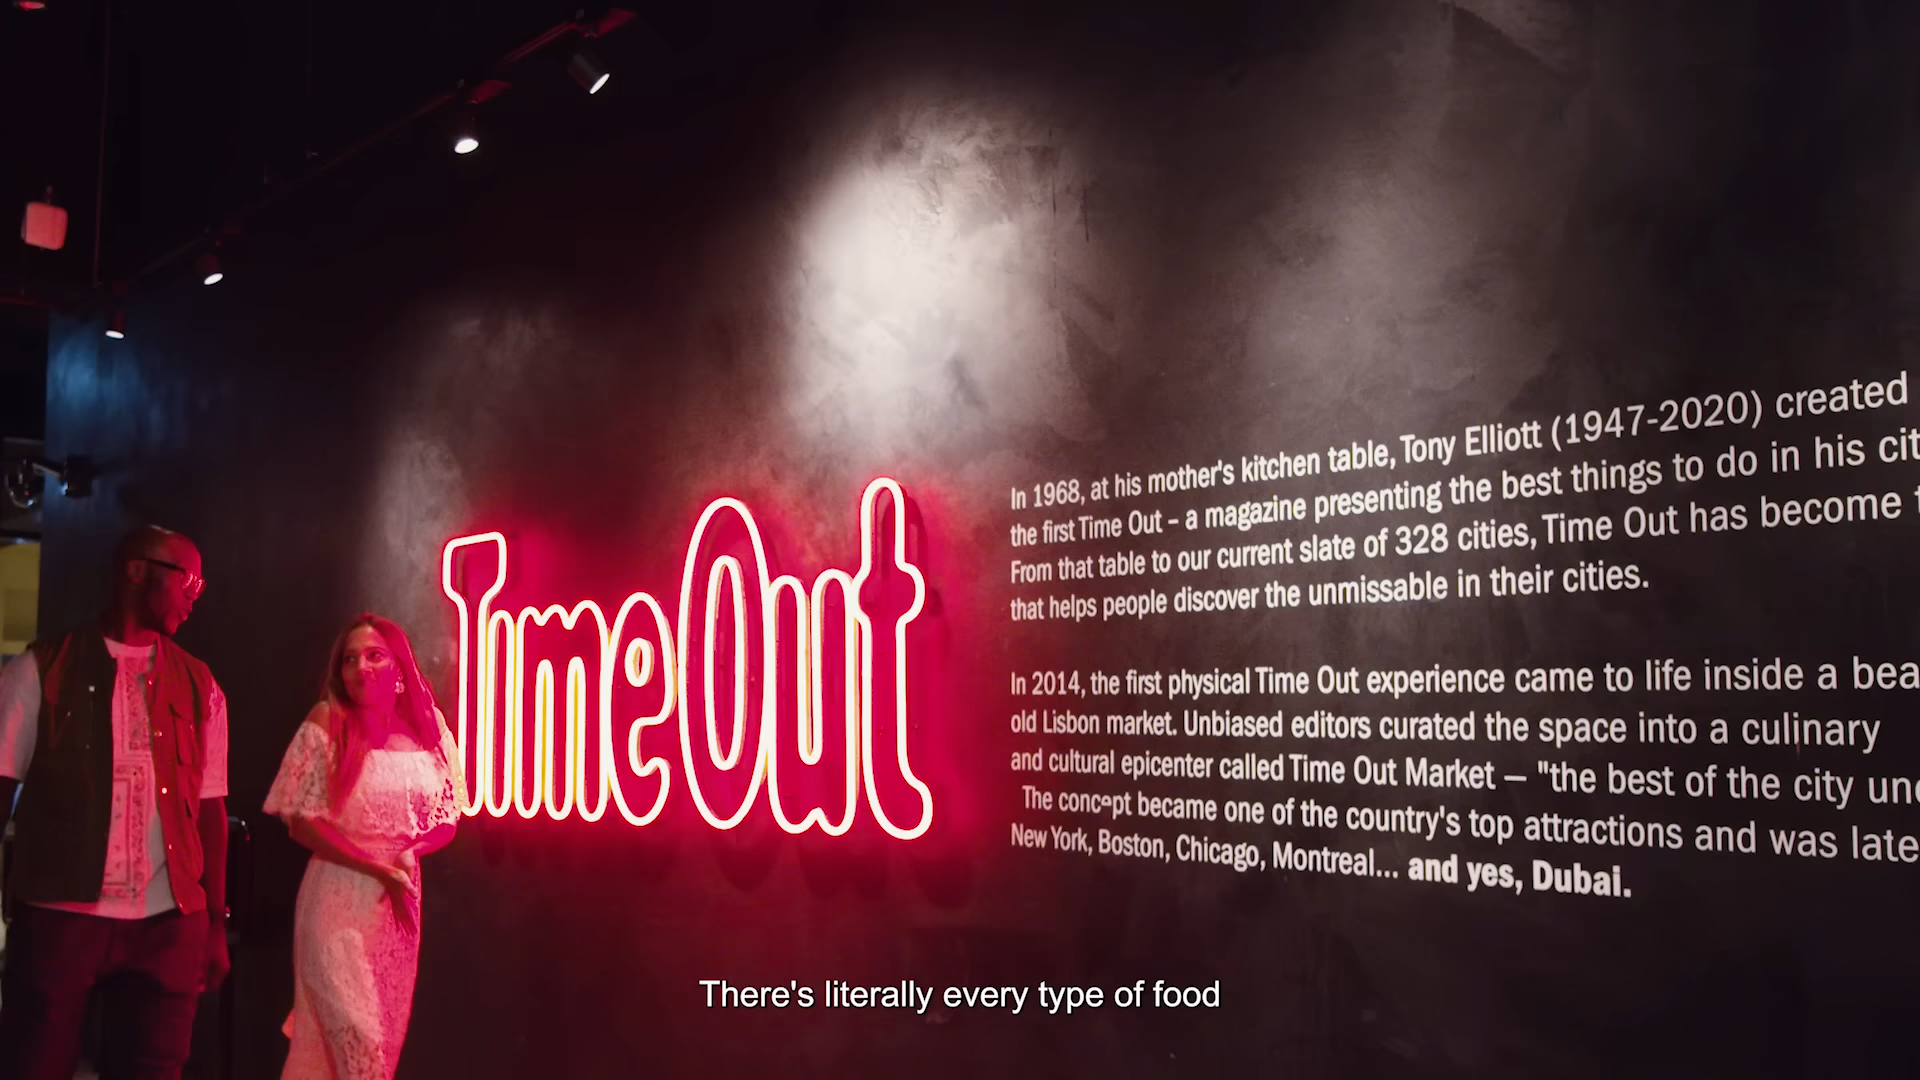 Time Out
In 1968, at his mother's kitchen table, Tony Elliott (1947-2020) created
the first Time Out – a magazine presenting the best things to do in his
From that table to our current slate of 328 cities, Time Out has become
that helps people discover the unmissable in their cities.
In 2014, the first physical Time Out experience came to life inside a
old Lisbon market. Unbiased editors curated the space into a culinary
and cultural epicenter called Time Out Market – "the best of the city
The concept became one of the country's top attractions and was
New York, Boston, Chicago, Montreal... and yes, Dubai.
There's literally every type of food